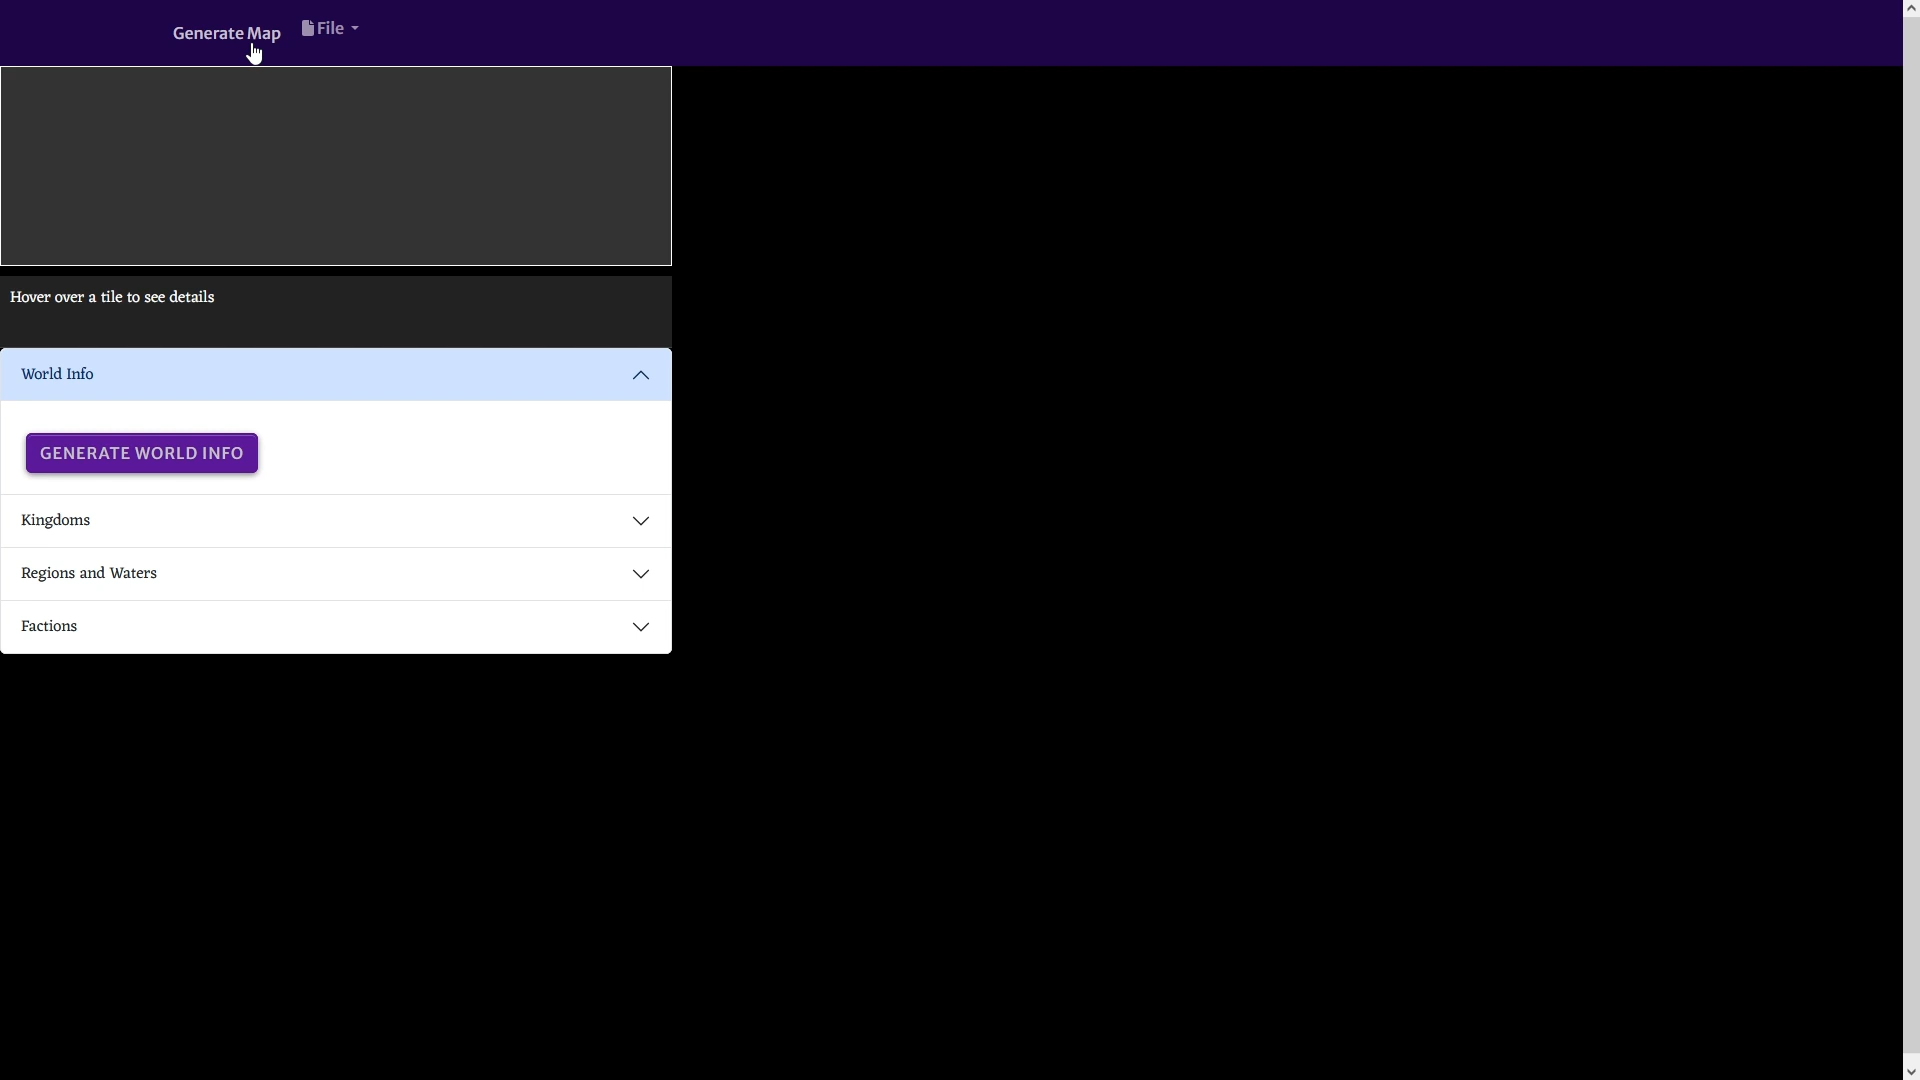 Generate Map
File
Hover over a tile to see details
World Info
GENERATE WORLD INFO
Kingdoms
Regions and Waters
Factions